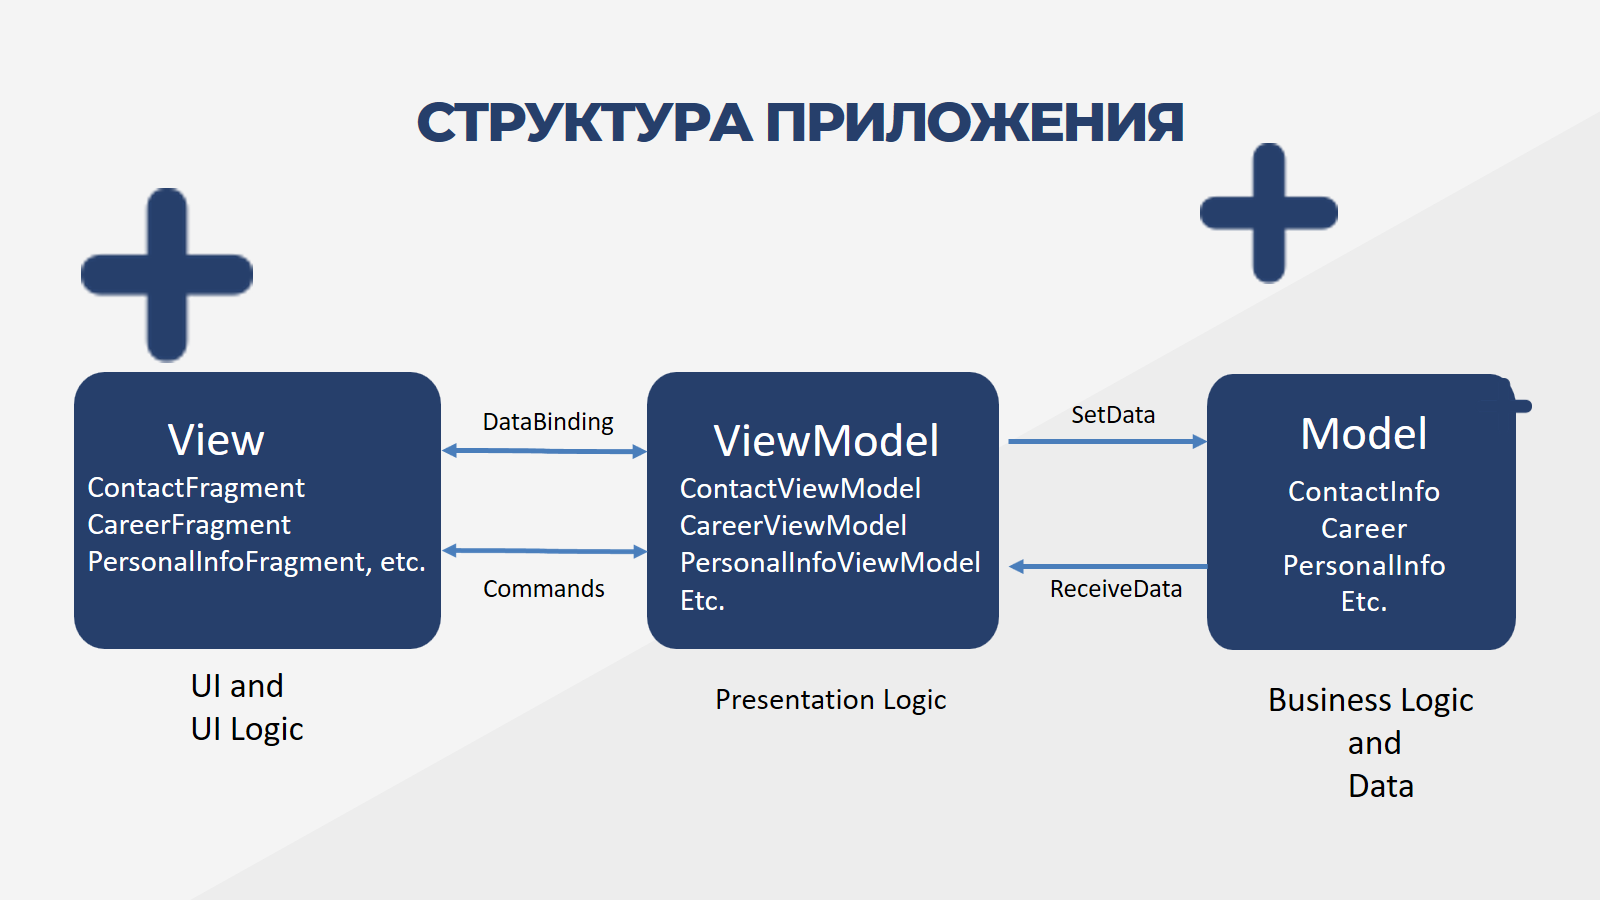 СТРУКТУРА ПРИЛОЖЕНИЯ
View
ContactFragment
CareerFragment
PersonalInfoFragment, etc.
UI and
UI Logic
DataBinding
Commands
ViewModel
ContactViewModel
CareerViewModel
PersonalInfoViewModel
Etc.
Presentation Logic
SetData
ReceiveData
Model
ContactInfo
Career
PersonalInfo
Etc.
Business Logic
and
Data